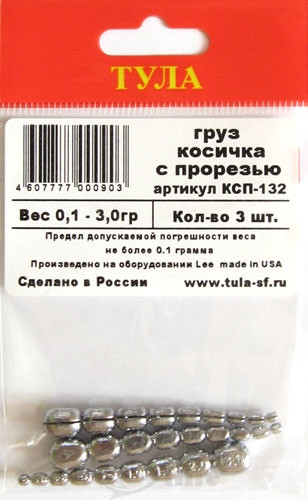 ТУЛА
груз
косичка
с прорезью
артикул КСП-132
4 607777 000903
Вес 0,1 - 3,0гр
Кол-во 3 шт.
Предел допускаемой погрешности веса
не более 0.1 грамма
Произведено на оборудовании Lee made in USA
Сделано в России
www.tula-sf.ru